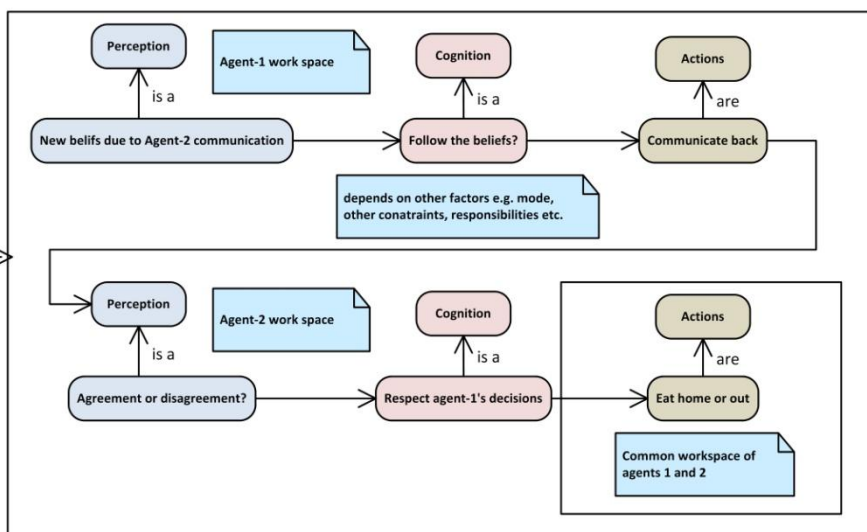 Perception
Agent-1 work space
Cognition
Actions
is a
is a
are
New belifs due to Agent-2 communication
Follow the beliefs?
Communicate back
depends on other factors e.g. mode,
other conatraints, responsibilities etc.
Perception
Agent-2 work space
Cognition
Actions
is a
is a
are
Agreement or disagreement?
Respect agent-1's decisions
Eat home or out
Common workspace of
agents 1 and 2